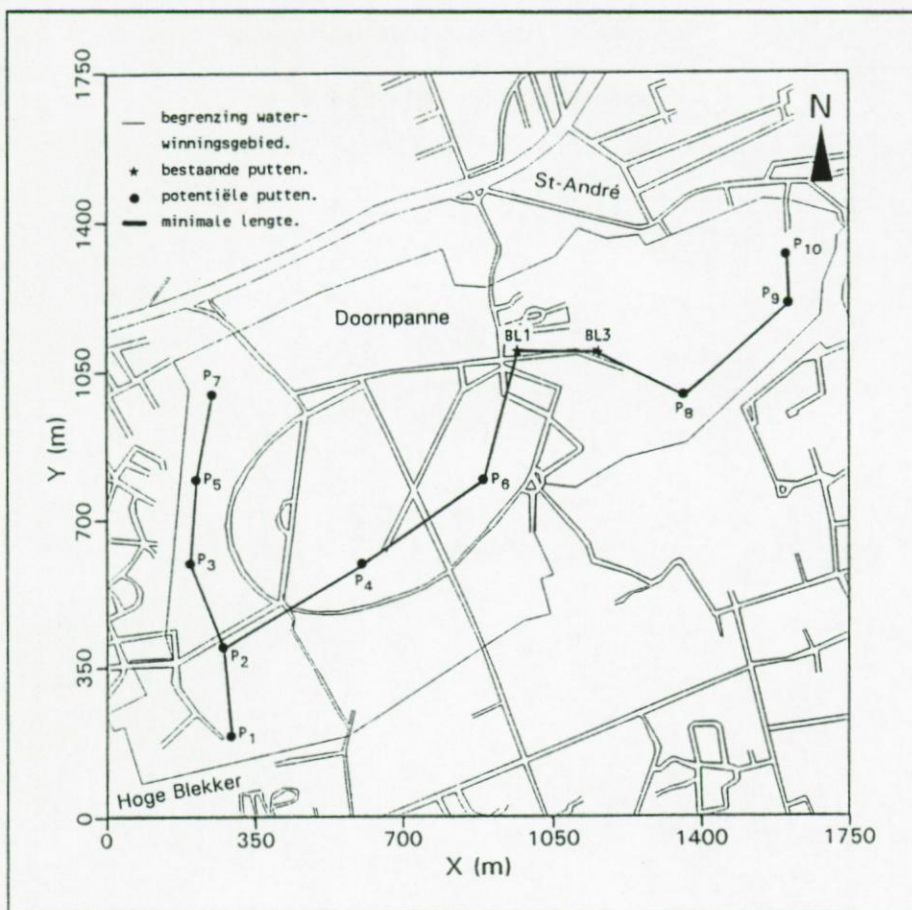 1750
1400
1050
700
350
0
Y (m)
begrenzing water-
winningsgebied.
★ bestaande putten.
● potentiële putten.
minimale lengte.
N
St-André
Doornpanne
P10
P9
BL1 BL3
P8
P7
P6
P5
P3
P4
P2
P1
Hoge Blekker
0 350 700 1050 1400 1750
X (m)